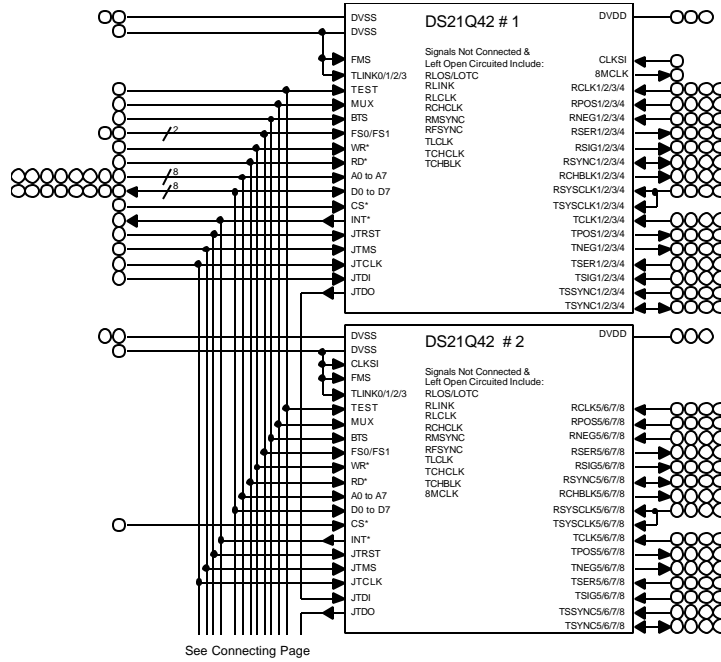 DS21Q42 # 1
DVSS
DVSS
FMS
TLINK0/1/2/3
TEST
MUX
BTS
FS0/FS1
WR*
RD*
A0 to A7
D0 to D7
CS*
INT*
JTRST
JTMS
JTCLK
JTDI
JTDO
2
8
8
Signals Not Connected &
Left Open Circuited Include:
RLOS/LOTC
RLINK
RLCLK
RCHCLK
RMSYNC
RFSYNC
TLCLK
TCHCLK
TCHBLK
DVDD
CLKSI
8MCLK
RCLK1/2/3/4
RPOS1/2/3/4
RNEG1/2/3/4
RSER1/2/3/4
RSIG1/2/3/4
RSYNC1/2/3/4
RCHBLK1/2/3/4
RSYSCLK1/2/3/4
TSYSCLK1/2/3/4
TCLK1/2/3/4
TPOS1/2/3/4
TNEG1/2/3/4
TSER1/2/3/4
TSIG1/2/3/4
TSSYNC1/2/3/4
TSYNC1/2/3/4
DS21Q42 # 2
DVSS
DVSS
CLKSI
FMS
TLINK0/1/2/3
TEST
MUX
BTS
FS0/FS1
WR*
RD*
A0 to A7
D0 to D7
CS*
INT*
JTRST
JTMS
JTCLK
JTDI
JTDO
Signals Not Connected &
Left Open Circuited Include:
RLOS/LOTC
RLINK
RLCLK
RCHCLK
RMSYNC
RFSYNC
TLCLK
TCHCLK
TCHBLK
8MCLK
DVDD
RCLK5/6/7/8
RPOS5/6/7/8
RNEG5/6/7/8
RSER5/6/7/8
RSIG5/6/7/8
RSYNC5/6/7/8
RCHBLK5/6/7/8
RSYSCLK5/6/7/8
TSYSCLK5/6/7/8
TCLK5/6/7/8
TPOS5/6/7/8
TNEG5/6/7/8
TSER5/6/7/8
TSIG5/6/7/8
TSSYNC5/6/7/8
TSYNC5/6/7/8
See Connecting Page